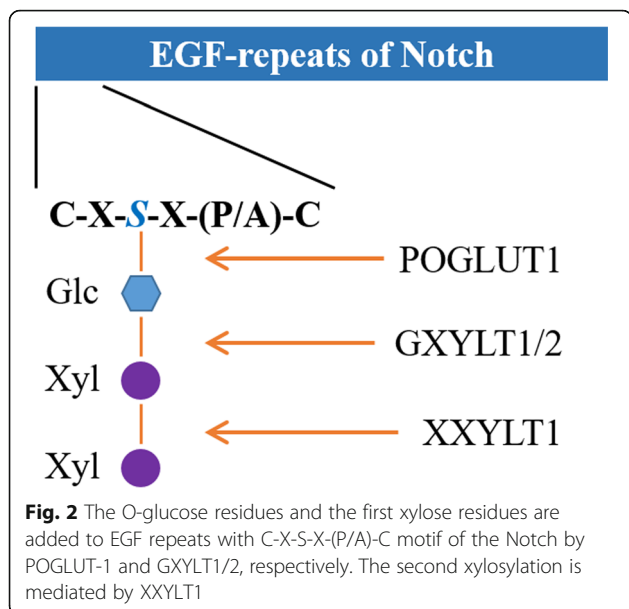 EGF-repeats of Notch
C-X-S-X-(P/A)-C
POGLUT1
Glc
GXYLT1/2
Xyl
XXYLT1
Xyl
Fig. 2 The O-glucose residues and the first xylose residues are
added to EGF repeats with C-X-S-X-(P/A)-C motif of the Notch by
POGLUT-1 and GXYLT1/2, respectively. The second xylosylation is
mediated by XXYLT1